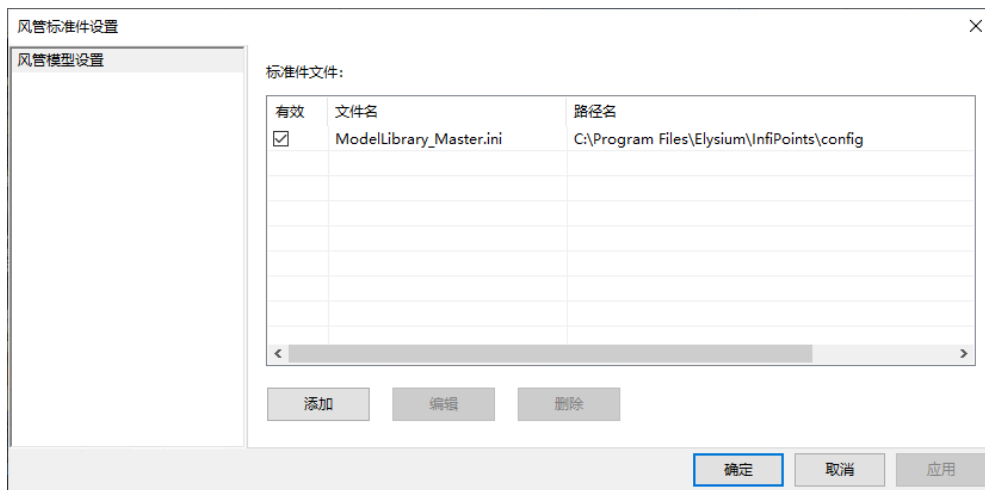 风管标准件设置
风管模型设置
标准件文件:
有效 文件名 路径名
ModelLibrary_Master.ini C:\Program Files\Elysium\InfiPoints\config
添加 编辑 删除
确定 取消 应用